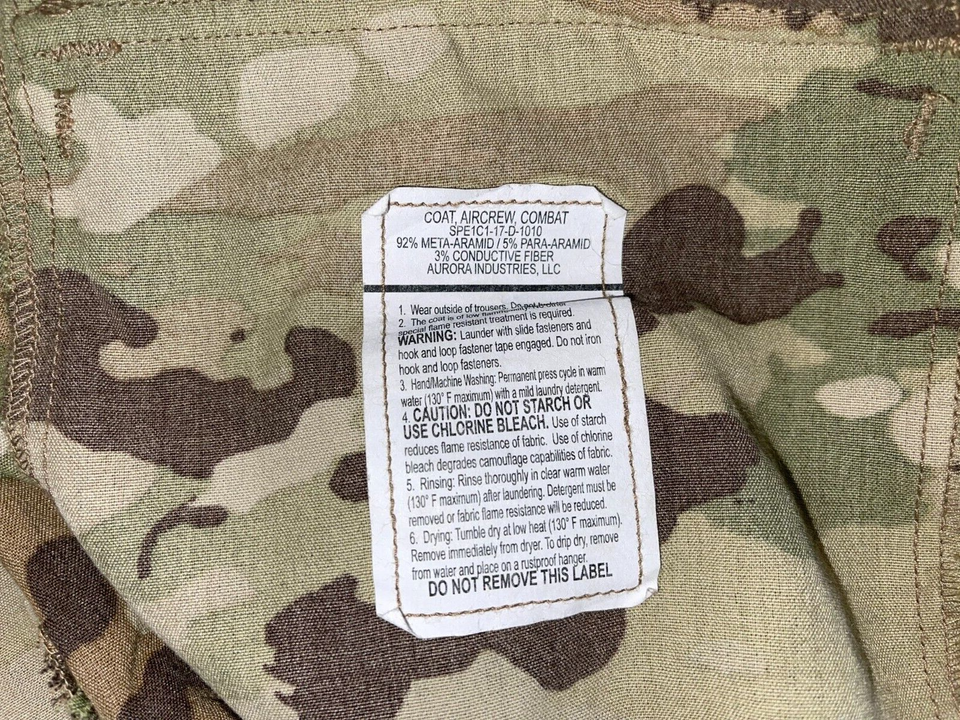 COAT, AIRCREW, COMBAT
SPE1C1-17-D-1010
92% META-ARAMID / 5% PARA-ARAMID
3% CONDUCTIVE FIBER
AURORA INDUSTRIES, LLC
1. Wear outside of trousers. Do
2. The coat is of low
special flame resistant treatment is required.
WARNING: Launder with slide fasteners and
hook and loop fastener tape engaged. Do not iron
hook and loop fasteners.
3. Hand/Machine Washing: Permanent press cycle in warm
water (130° F maximum) with a mild laundry detergent.
4. CAUTION: DO NOT STARCH OR
USE CHLORINE BLEACH. Use of starch
reduces flame resistance of fabric. Use of chlorine
bleach degrades camouflage capabilities of fabric.
5. Rinsing: Rinse thoroughly in clear warm water
(130° F maximum) after laundering. Detergent must be
removed or fabric flame resistance will be reduced.
6. Drying: Tumble dry at low heat (130° F maximum).
Remove immediately from dryer. To drip dry, remove
from water and place on a rustproof hanger.
DO NOT REMOVE THIS LABEL